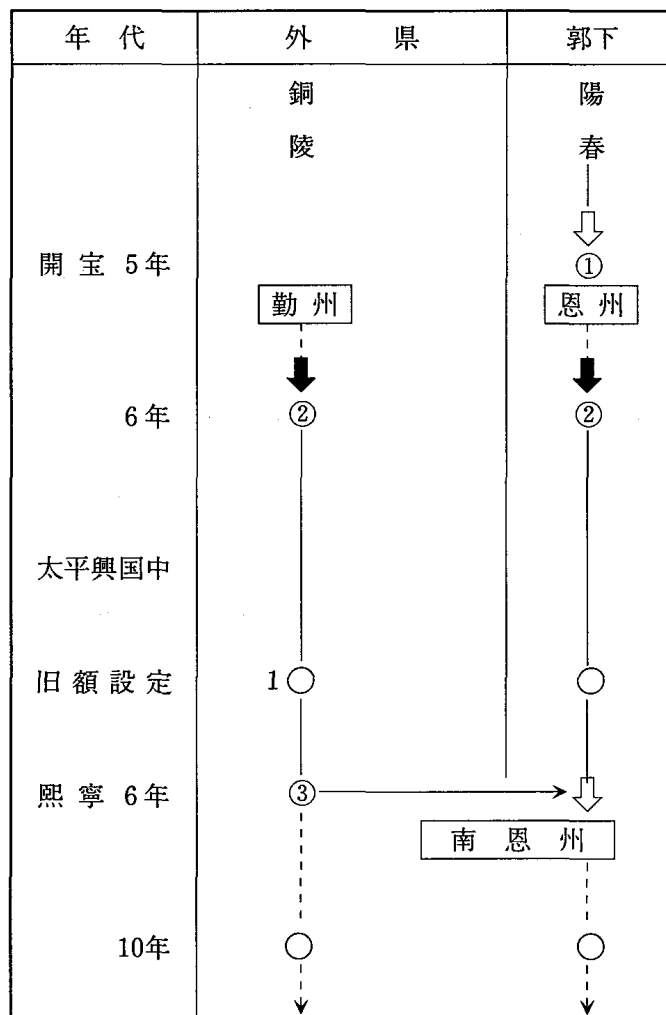 年代 外県 郭下
銅陵 陽春
開宝 5年 ①
勤州 恩州
6年 ② ②
太平興国中
旧額設定 1
熙寧 6年 ③
南恩州
10年